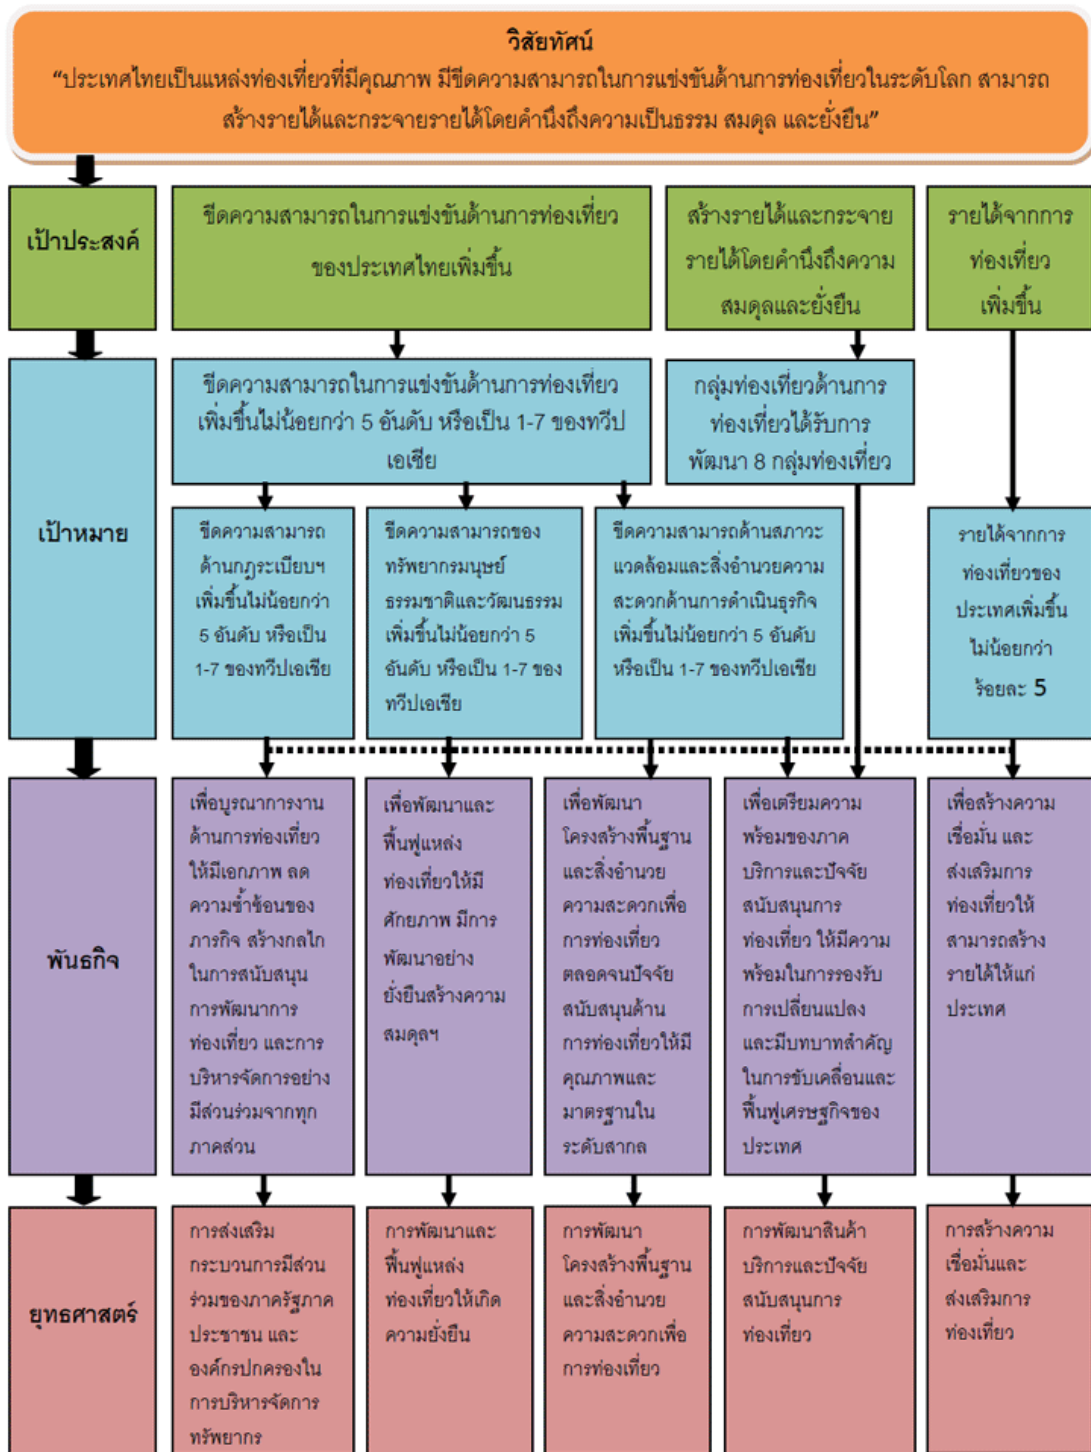 วิสัยทัศน์
“ประเทศไทยเป็นแหล่งท่องเที่ยวที่มีคุณภาพ มีขีดความสามารถในการแข่งขันด้านการท่องเที่ยวในระดับโลก สามารถ
สร้างรายได้และกระจายรายได้โดยคำนึงถึงความเป็นธรรม สมดุล และยั่งยืน”
เป้าประสงค์
ขีดความสามารถในการแข่งขันด้านการท่องเที่ยว
ของประเทศไทยเพิ่มขึ้น
สร้างรายได้และกระจาย
รายได้โดยคำนึงถึงความ
สมดุลและยั่งยืน
รายได้จากการ
ท่องเที่ยว
เพิ่มขึ้น
เป้าหมาย
ขีดความสามารถในการแข่งขันด้านการท่องเที่ยว
เพิ่มขึ้นไม่น้อยกว่า 5 อันดับ หรือเป็น 1-7 ของทวีป
เอเชีย
กลุ่มท่องเที่ยวด้านการ
ท่องเที่ยวได้รับการ
พัฒนา 8 กลุ่มท่องเที่ยว
ขีดความสามารถ
ด้านกฎระเบียบฯ
เพิ่มขึ้นไม่น้อยกว่า
5 อันดับ หรือเป็น
1-7 ของทวีปเอเชีย
ขีดความสามารถของ
ทรัพยากรมนุษย์
ธรรมชาติและวัฒนธรรม
เพิ่มขึ้นไม่น้อยกว่า 5
อันดับ หรือเป็น 1-7 ของ
ทวีปเอเชีย
ขีดความสามารถด้านสภาวะ
แวดล้อมและสิ่งอำนวยความ
สะดวกด้านการดำเนินธุรกิจ
เพิ่มขึ้นไม่น้อยกว่า 5 อันดับ
หรือเป็น 1-7 ของทวีปเอเชีย
รายได้จากการ
ท่องเที่ยวของ
ประเทศเพิ่มขึ้น
ไม่น้อยกว่า
ร้อยละ 5
พันธกิจ
เพื่อบูรณาการงาน
ด้านการท่องเที่ยว
ให้มีเอกภาพ ลด
ความซ้ำซ้อนของ
ภารกิจ สร้างกลไก
ในการสนับสนุน
การพัฒนาการ
ท่องเที่ยว และการ
บริหารจัดการอย่าง
มีส่วนร่วมจากทุก
ภาคส่วน
เพื่อพัฒนาและ
ฟื้นฟูแหล่ง
ท่องเที่ยวให้มี
ศักยภาพ มีการ
พัฒนาอย่าง
ยั่งยืนสร้างความ
สมดุลฯ
เพื่อพัฒนา
โครงสร้างพื้นฐาน
และสิ่งอำนวย
ความสะดวกเพื่อ
การท่องเที่ยว
ตลอดจนปัจจัย
สนับสนุนด้าน
การท่องเที่ยวให้มี
คุณภาพและ
มาตรฐานใน
ระดับสากล
เพื่อเตรียมความ
พร้อมของภาค
บริการและปัจจัย
สนับสนุนการ
ท่องเที่ยว ให้มีความ
พร้อมในการรองรับ
การเปลี่ยนแปลง
และมีบทบาทสำคัญ
ในการขับเคลื่อนและ
ฟื้นฟูเศรษฐกิจของ
ประเทศ
เพื่อสร้างความ
เชื่อมั่น และ
ส่งเสริมการ
ท่องเที่ยวให้
สามารถสร้าง
รายได้ให้แก่
ประเทศ
ยุทธศาสตร์
การส่งเสริม
กระบวนการมีส่วน
ร่วมของภาครัฐภาค
ประชาชน และ
องค์กรปกครองใน
การบริหารจัดการ
ทรัพยากร
การพัฒนาและ
ฟื้นฟูแหล่ง
ท่องเที่ยวให้เกิด
ความยั่งยืน
การพัฒนา
โครงสร้างพื้นฐาน
และสิ่งอำนวย
ความสะดวกเพื่อ
การท่องเที่ยว
การพัฒนาสินค้า
บริการและปัจจัย
สนับสนุนการ
ท่องเที่ยว
การสร้างความ
เชื่อมั่นและ
ส่งเสริมการ
ท่องเที่ยว